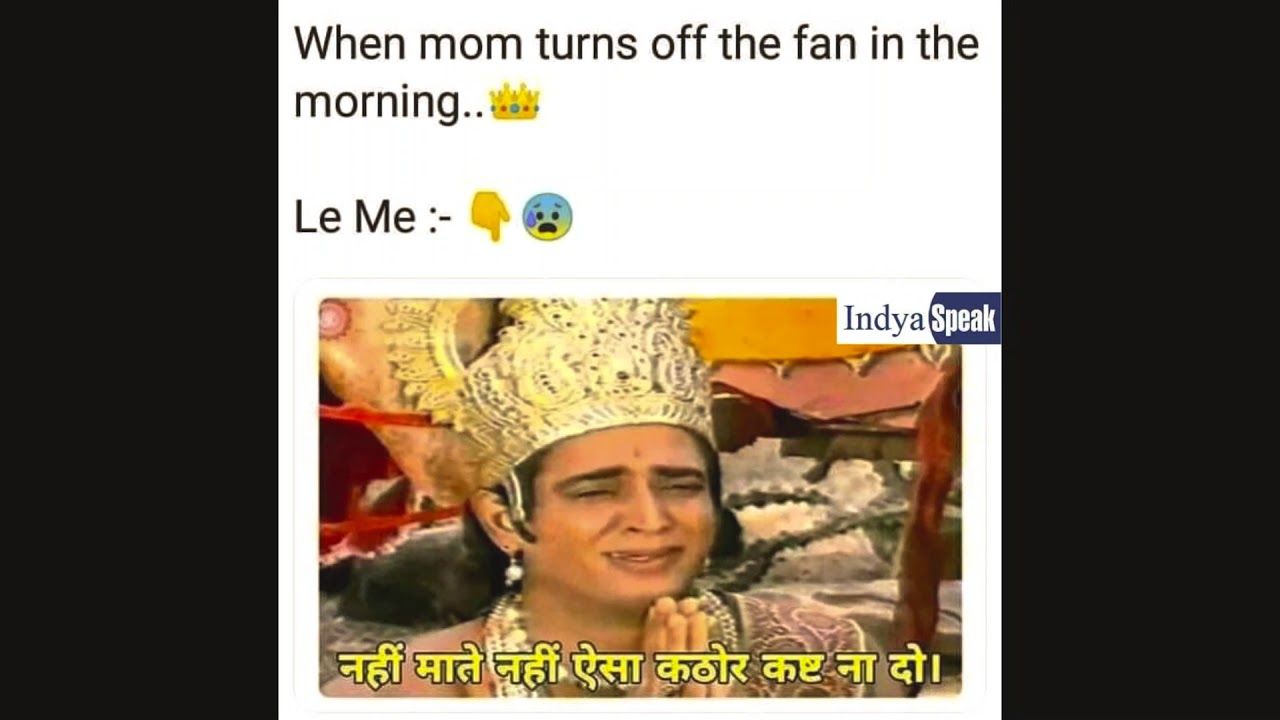 When mom turns off the fan in the
morning..👑
Le Me :- 👇😰
Indya Speak
नहीं माते नहीं ऐसा कठोर कष्ट ना दो।